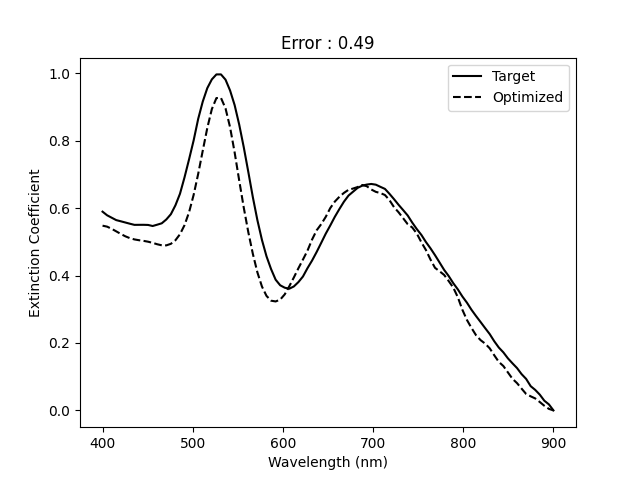 Error : 0.49
Target
Optimized
Extinction Coefficient
1.0
0.8
0.6
0.4
0.2
0.0
400 500 600 700 800 900
Wavelength (nm)